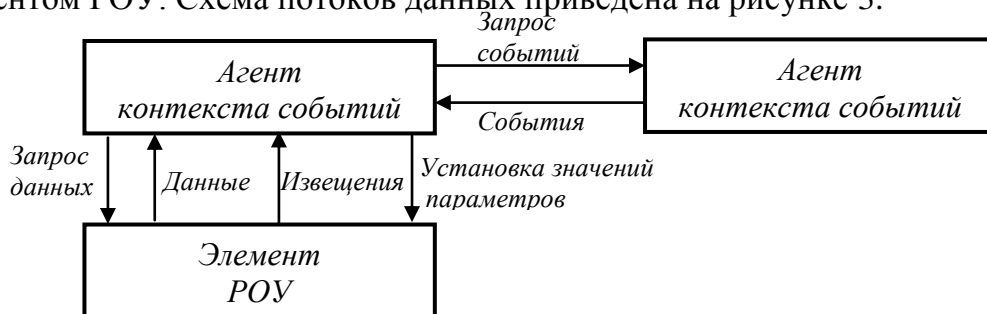 ентом РОУ. Схема потоков данных приведена на рисунке 3.
Запрос
событий
Агент
контекста событий
Агент
контекста событий
События
Запрос
данных
Данные
Извещения
Установка значений
параметров
Элемент
РОУ